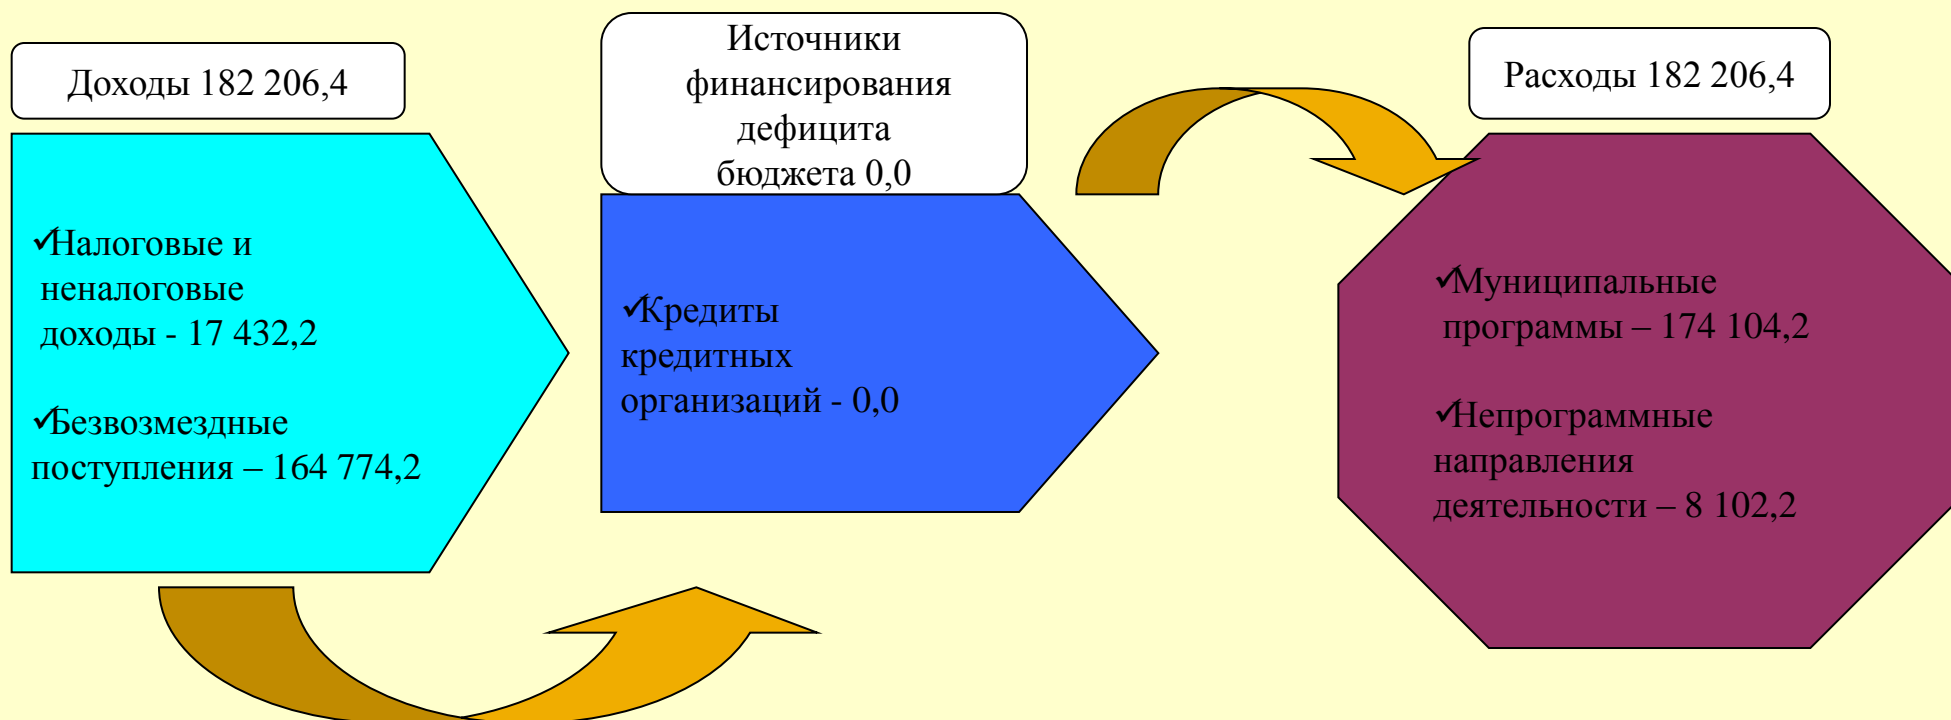 Доходы 182 206,4
✓Налоговые и
неналоговые
доходы - 17 432,2
✓Безвозмездные
поступления – 164 774,2
Источники
финансирования
дефицита
бюджета 0,0
✓Кредиты
кредитных
организаций - 0,0
Расходы 182 206,4
✓Муниципальные
программы – 174 104,2
✓Непрограммные
направления
деятельности – 8 102,2